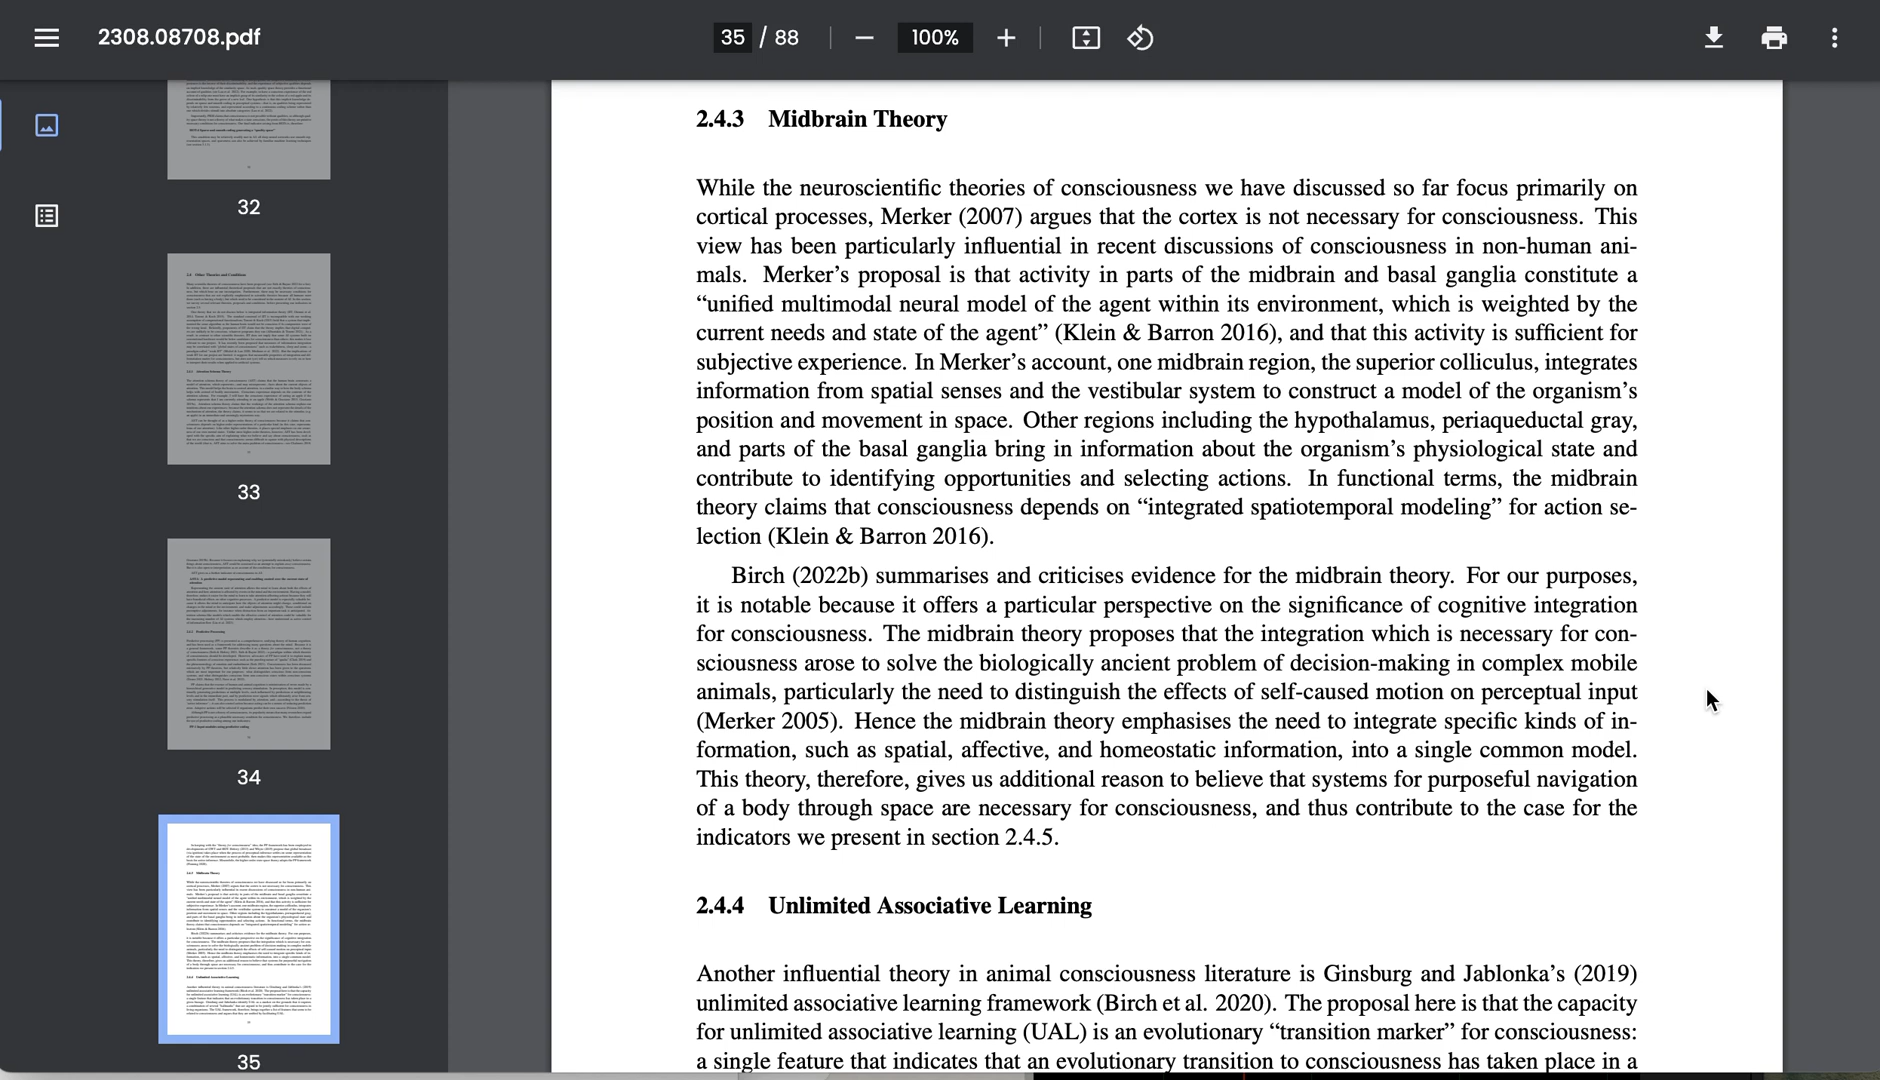 2308.08708.pdf
35 / 88
100%
32
33
34
35
2.4.3 Midbrain Theory
While the neuroscientific theories of consciousness we have discussed so far focus primarily on
cortical processes, Merker (2007) argues that the cortex is not necessary for consciousness. This
view has been particularly influential in recent discussions of consciousness in non-human ani-
mals. Merker’s proposal is that activity in parts of the midbrain and basal ganglia constitute a
“unified multimodal neural model of the agent within its environment, which is weighted by the
current needs and state of the agent” (Klein & Barron 2016), and that this activity is sufficient for
subjective experience. In Merker’s account, one midbrain region, the superior colliculus, integrates
information from spatial senses and the vestibular system to construct a model of the organism’s
position and movement in space. Other regions including the hypothalamus, periaqueductal gray,
and parts of the basal ganglia bring in information about the organism’s physiological state and
contribute to identifying opportunities and selecting actions. In functional terms, the midbrain
theory claims that consciousness depends on “integrated spatiotemporal modeling” for action se-
lection (Klein & Barron 2016).
Birch (2022b) summarises and criticises evidence for the midbrain theory. For our purposes,
it is notable because it offers a particular perspective on the significance of cognitive integration
for consciousness. The midbrain theory proposes that the integration which is necessary for con-
sciousness arose to solve the biologically ancient problem of decision-making in complex mobile
animals, particularly the need to distinguish the effects of self-caused motion on perceptual input
(Merker 2005). Hence the midbrain theory emphasises the need to integrate specific kinds of in-
formation, such as spatial, affective, and homeostatic information, into a single common model.
This theory, therefore, gives us additional reason to believe that systems for purposeful navigation
of a body through space are necessary for consciousness, and thus contribute to the case for the
indicators we present in section 2.4.5.
2.4.4 Unlimited Associative Learning
Another influential theory in animal consciousness literature is Ginsburg and Jablonka’s (2019)
unlimited associative learning framework (Birch et al. 2020). The proposal here is that the capacity
for unlimited associative learning (UAL) is an evolutionary “transition marker” for consciousness:
a single feature that indicates that an evolutionary transition to consciousness has taken place in a